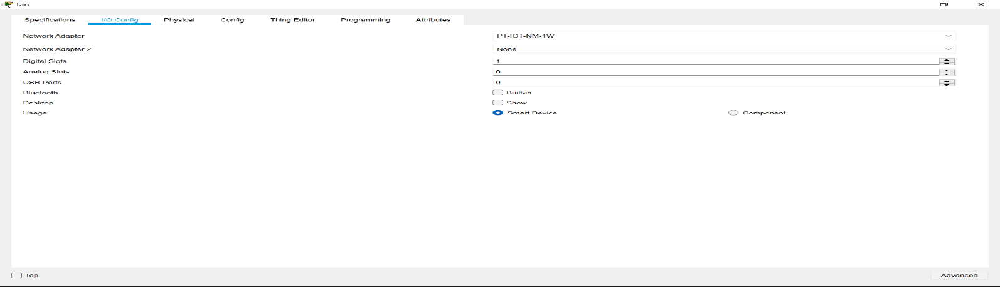 fan
Specifications I/O Config Physical Config Thing Editor Programming Attributes
Network Adapter PT-IOT-NM-1W
Network Adapter 2 None
Digital Slots 1
Analog Slots 0
USB Ports 0
Bluetooth Built-in
Desktop Show
Usage Smart Device Component
Top Advanced